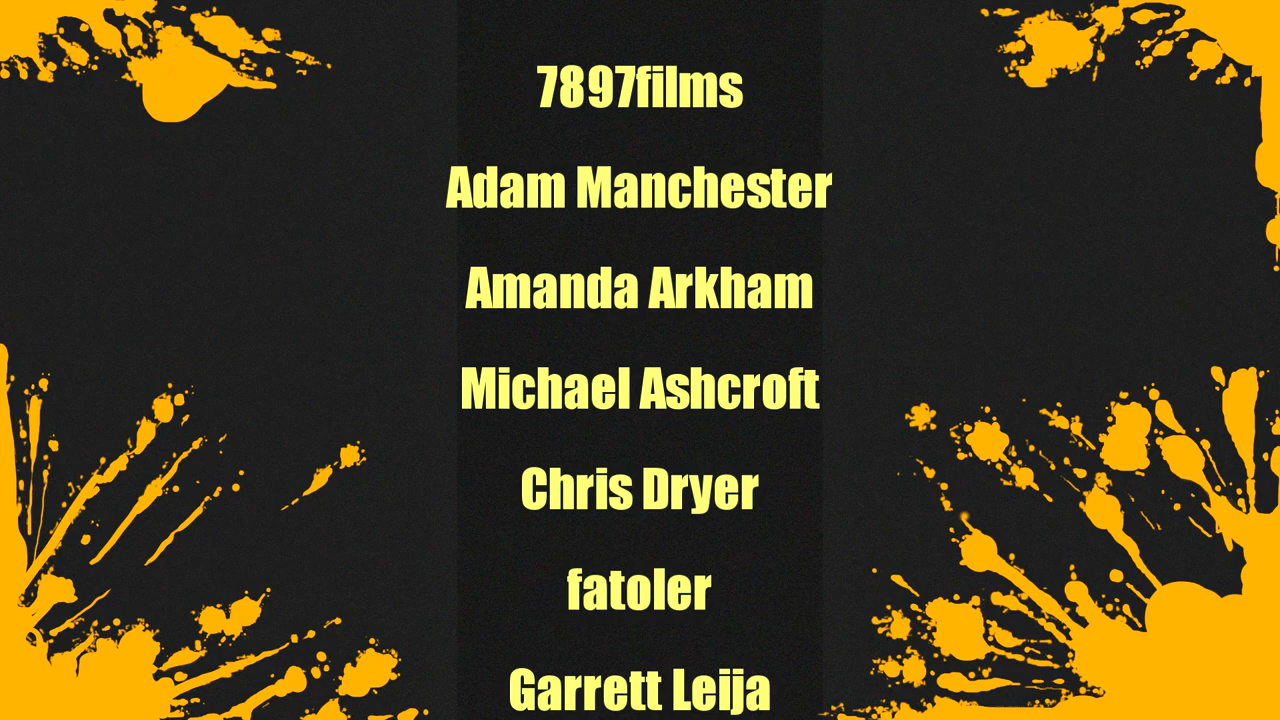 7897films
Adam Manchester
Amanda Arkham
Michael Ashcroft
Chris Dryer
fatoler
Garrett Leija